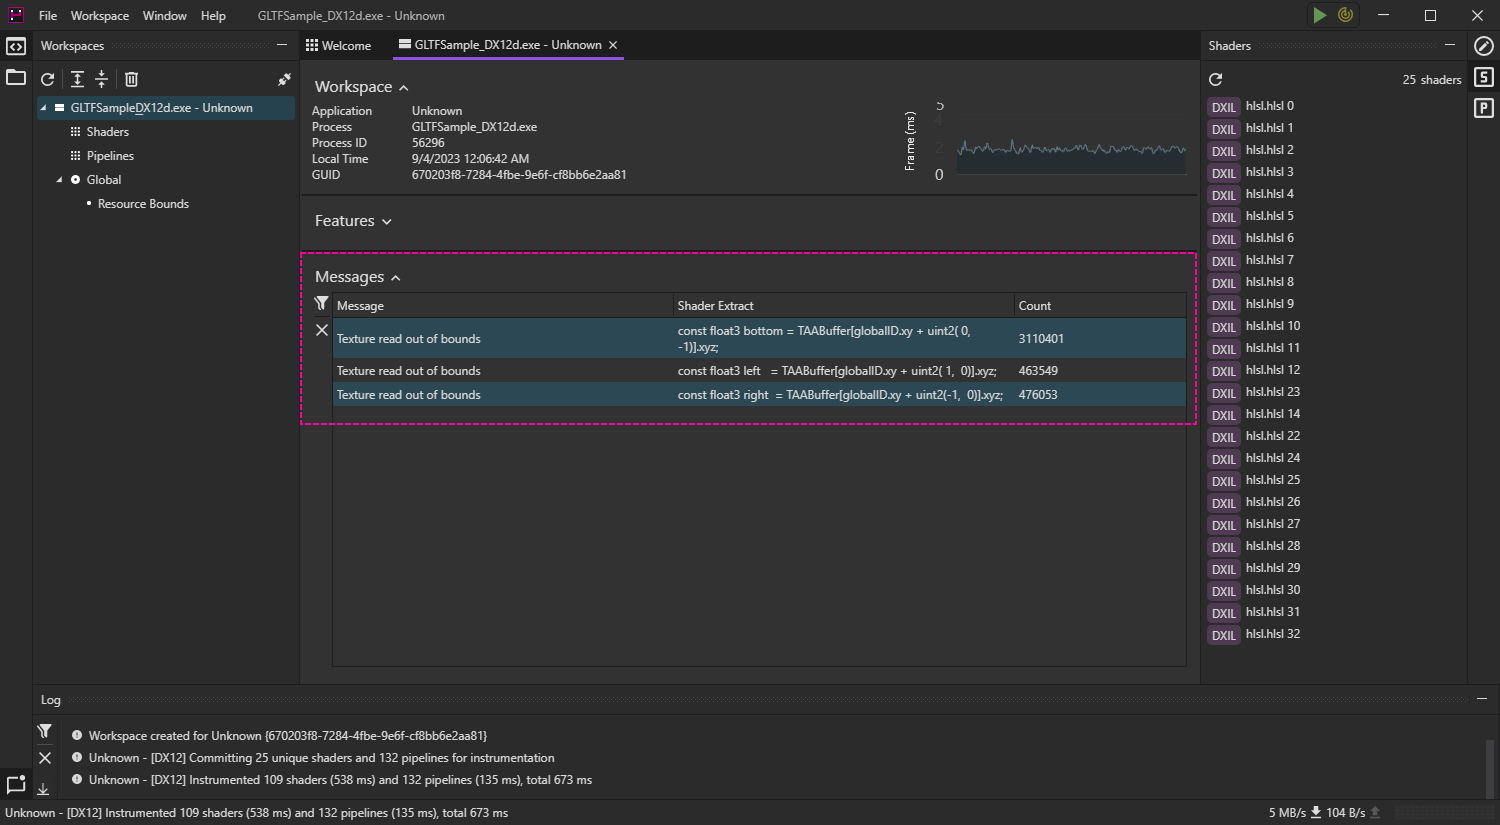 File Workspace Window Help GLTFSample_DX12d.exe - Unknown
Workspaces
GLTFSampleDX12d.exe - Unknown
Shaders
Pipelines
Global
Resource Bounds
Welcome GLTFSample_DX12d.exe - Unknown
Workspace
Application Unknown
Process GLTFSample_DX12d.exe
Process ID 56296
Local Time 9/4/2023 12:06:42 AM
GUID 670203f8-7284-4fbe-9e6f-cf8bb6e2aa81
Frame (ms)
5
4
2
0
Features
Messages
Message Shader Extract Count
Texture read out of bounds const float3 bottom = TAABuffer[globalID.xy + uint2( 0, 3110401
-1)].xyz;
Texture read out of bounds const float3 left = TAABuffer[globalID.xy + uint2( 1, 0)].xyz; 463549
Texture read out of bounds const float3 right = TAABuffer[globalID.xy + uint2(-1, 0)].xyz; 476053
Shaders
25 shaders
DXIL hlsl.hlsl 0
DXIL hlsl.hlsl 1
DXIL hlsl.hlsl 2
DXIL hlsl.hlsl 3
DXIL hlsl.hlsl 4
DXIL hlsl.hlsl 5
DXIL hlsl.hlsl 6
DXIL hlsl.hlsl 7
DXIL hlsl.hlsl 8
DXIL hlsl.hlsl 9
DXIL hlsl.hlsl 10
DXIL hlsl.hlsl 11
DXIL hlsl.hlsl 12
DXIL hlsl.hlsl 23
DXIL hlsl.hlsl 14
DXIL hlsl.hlsl 22
DXIL hlsl.hlsl 24
DXIL hlsl.hlsl 25
DXIL hlsl.hlsl 26
DXIL hlsl.hlsl 27
DXIL hlsl.hlsl 28
DXIL hlsl.hlsl 29
DXIL hlsl.hlsl 30
DXIL hlsl.hlsl 31
DXIL hlsl.hlsl 32
S
P
Log
Workspace created for Unknown {670203f8-7284-4fbe-9e6f-cf8bb6e2aa81}
Unknown - [DX12] Committing 25 unique shaders and 132 pipelines for instrumentation
Unknown - [DX12] Instrumented 109 shaders (538 ms) and 132 pipelines (135 ms), total 673 ms
Unknown - [DX12] Instrumented 109 shaders (538 ms) and 132 pipelines (135 ms), total 673 ms
5 MB/s 104 B/s